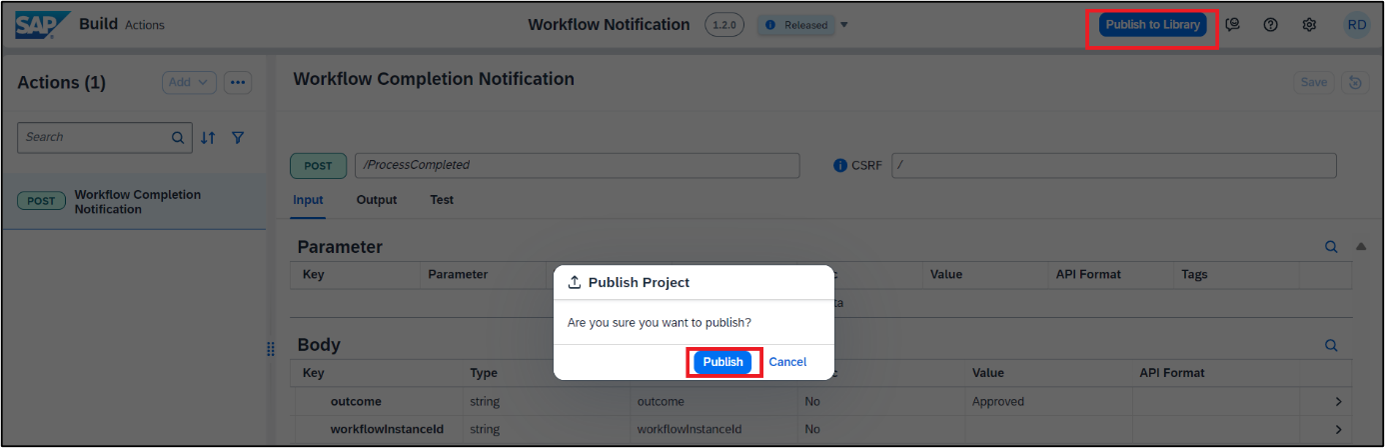 SAP Build Actions Workflow Notification 1.2.0 Released Publish to Library RD
Actions (1) Add Workflow Completion Notification Save
Search
POST /ProcessCompleted CSRF /
POST Workflow Completion
Notification
Input Output Test
Parameter
Key Parameter Value API Format Tags
Publish Project
Are you sure you want to publish?
Publish Cancel
Body
Key Type Value API Format
outcome string outcome No Approved
workflowInstanceId string workflowInstanceId No